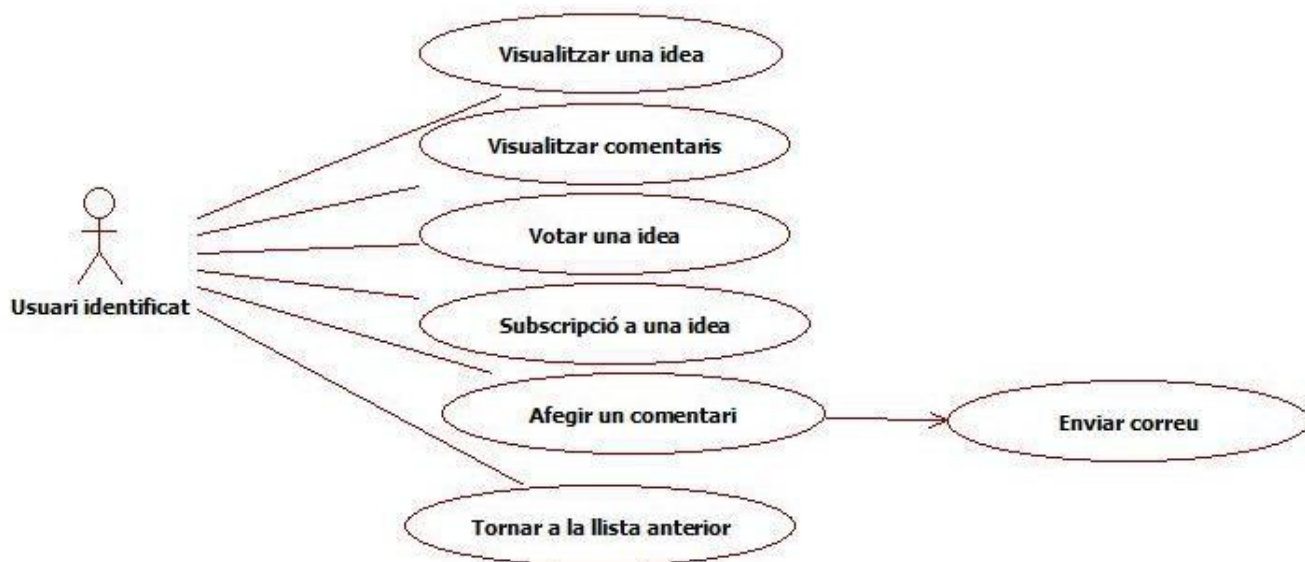 Visualitzar una idea
Visualitzar comentaris
Votar una idea
Usuari identificat
Subscripció a una idea
Afegir un comentari
Enviar correu
Tornar a la llista anterior